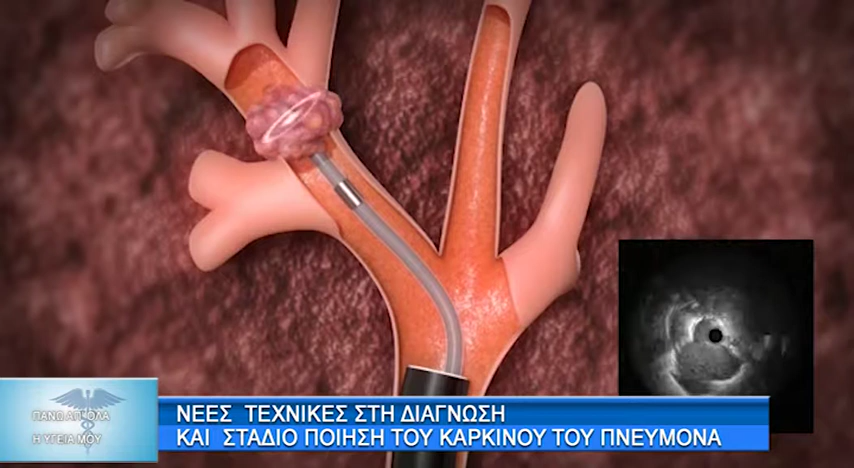 ΠΑΝΩ ΑΠ' ΟΛΑ
Η ΥΓΕΙΑ ΜΟΥ
ΝΕΕΣ ΤΕΧΝΙΚΕΣ ΣΤΗ ΔΙΑΓΝΩΣΗ
ΚΑΙ ΣΤΑΔΙΟ ΠΟΙΗΣΗ ΤΟΥ ΚΑΡΚΙΝΟΥ ΤΟΥ ΠΝΕΥΜΟΝΑ